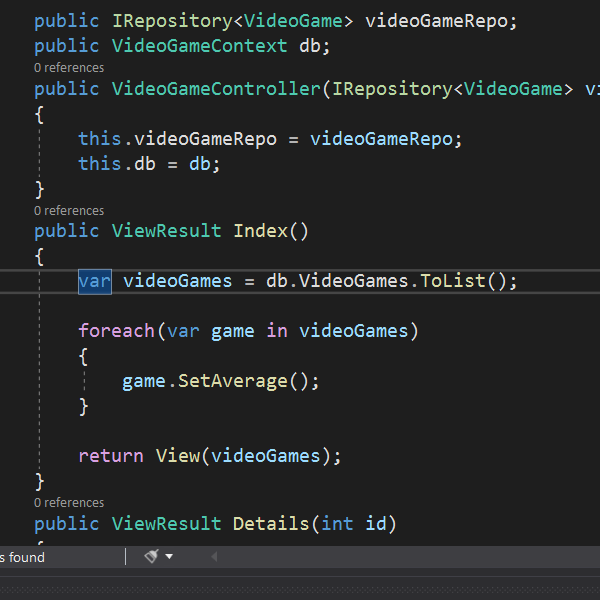 public IRepository<VideoGame> videoGameRepo;
public VideoGameContext db;
0 references
public VideoGameController(IRepository<VideoGame>
{
this.videoGameRepo = videoGameRepo;
this.db = db;
}
0 references
public ViewResult Index()
{
var videoGames = db.VideoGames.ToList();
foreach(var game in videoGames)
{
game.SetAverage();
}
return View(videoGames);
}
0 references
public ViewResult Details(int id)
found